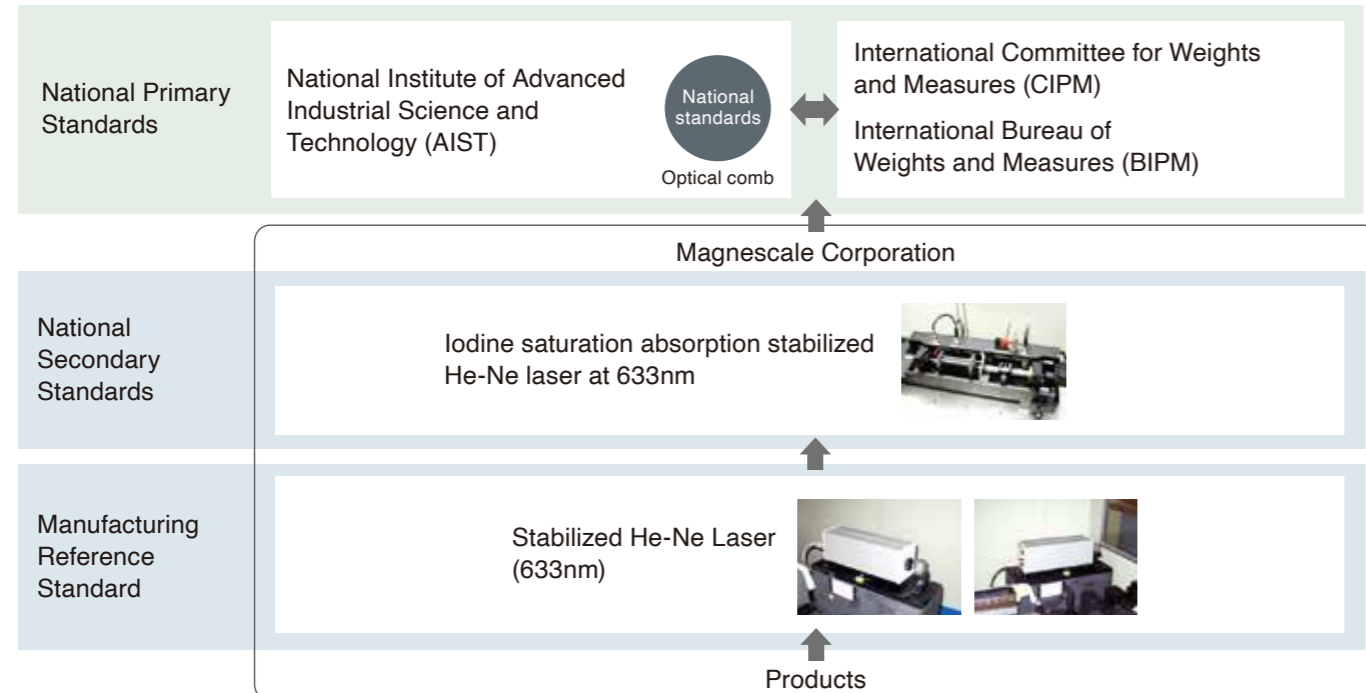 National Primary
Standards
National Institute of Advanced
Industrial Science and
Technology (AIST)
National
standards
Optical comb
International Committee for Weights
and Measures (CIPM)
International Bureau of
Weights and Measures (BIPM)
Magnescale Corporation
National
Secondary
Standards
Iodine saturation absorption stabilized
He-Ne laser at 633nm
Manufacturing
Reference
Standard
Stabilized He-Ne Laser
(633nm)
Products